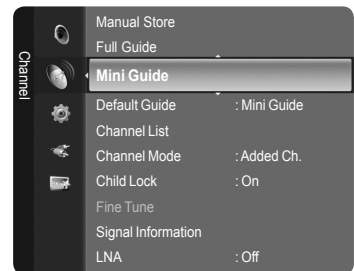 Channel
Manual Store
Full Guide
Mini Guide
Default Guide : Mini Guide
Channel List
Channel Mode : Added Ch.
Child Lock : On
Fine Tune
Signal Information
LNA : Off